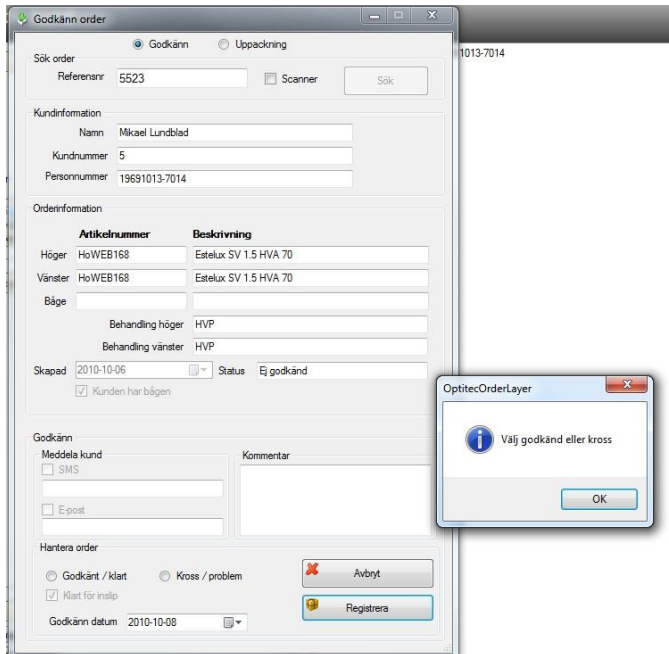 Godkänn order
Godkänn Uppackning
1013-7014
Sök order
Referensnr 5523 Scanner Sök
Kundinformation
Namn Mikael Lundblad
Kundnummer 5
Personnummer 19691013-7014
Orderinformation
Artikelnummer Beskrivning
Höger HoWEB168 Estelux SV 1.5 HVA 70
Vänster HoWEB168 Estelux SV 1.5 HVA 70
Båge
Behandling höger HVP
Behandling vänster HVP
Skapad 2010-10-06 Status Ej godkänd
Kunden har bågen
Godkänn
Meddela kund Kommentar
SMS
E-post
Hantera order
Godkänt / klart Kross / problem Avbryt
Klart för inslip
Registrera
Godkänn datum 2010-10-08
OptitecOrderLayer
Välj godkänd eller kross
OK